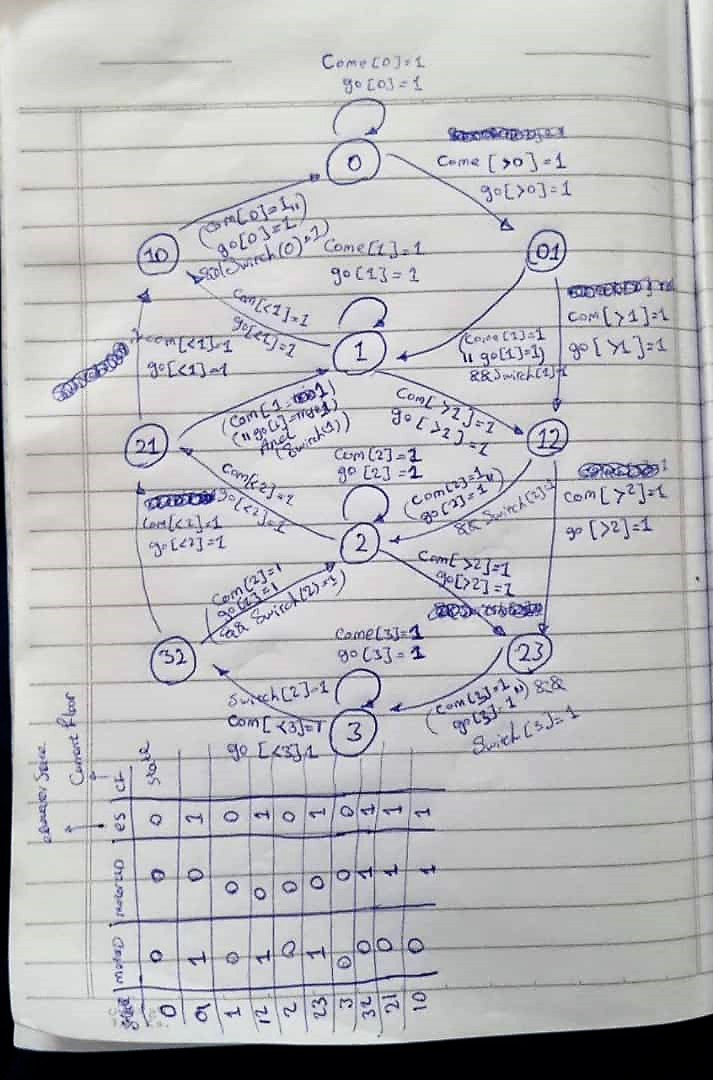 Come[0]=1
go[0]=1
0
Come [>0]=1
go[>0]=1
10
(com[0]=1,,
go[0]=1)
Switch(0)=1)
01
Come[1]=1
go[1]=1
com[<1]=1
go[<1]=1
1
(come[1]=1
,, go[1]=1)
&& Switch[1]=1
com[>1]=1
go[>1]=1
com[<1]=1
go[<1]=1
21
(com[1
And
(Switch 1))
Com[>2]=1
go[>2]=1
12
Com[2]=1
go[2]=1
com[<2]=1
go[<2]=1
2
(com[2]=1,,
go[2]=1)
&& Switch[2]=1
com[>2]=1
go[>2]=1
com[<2]=1
go[<2]=1
32
Com[2]=1
go[2]=1
&& Switch(2)=1)
Com[>2]=1
go[>2]=1
23
Come[3]=1
go[3]=1
Switch[2]=1
Com[<3]=1
go [<3]=1
3
(com[3]=1,,
go[3]=1) &&
Switch[3]=1
Current floor
State motorD motorUP es cf
0 0 0 0
01 1 0 1
1 0 0 0
12 1 0 1
2 0 0 0
23 1 0 1
3 0 0 0
32 0 1 1
21 0 1 1
10 0 1 1